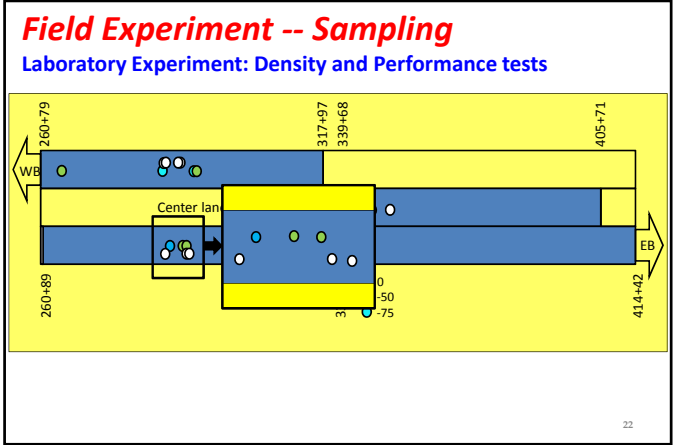 Field Experiment -- Sampling
Laboratory Experiment: Density and Performance tests
260+79
317+97
339+68
405+71
WB
Center lane
EB
260+89
414+42
0
-50
-75
22